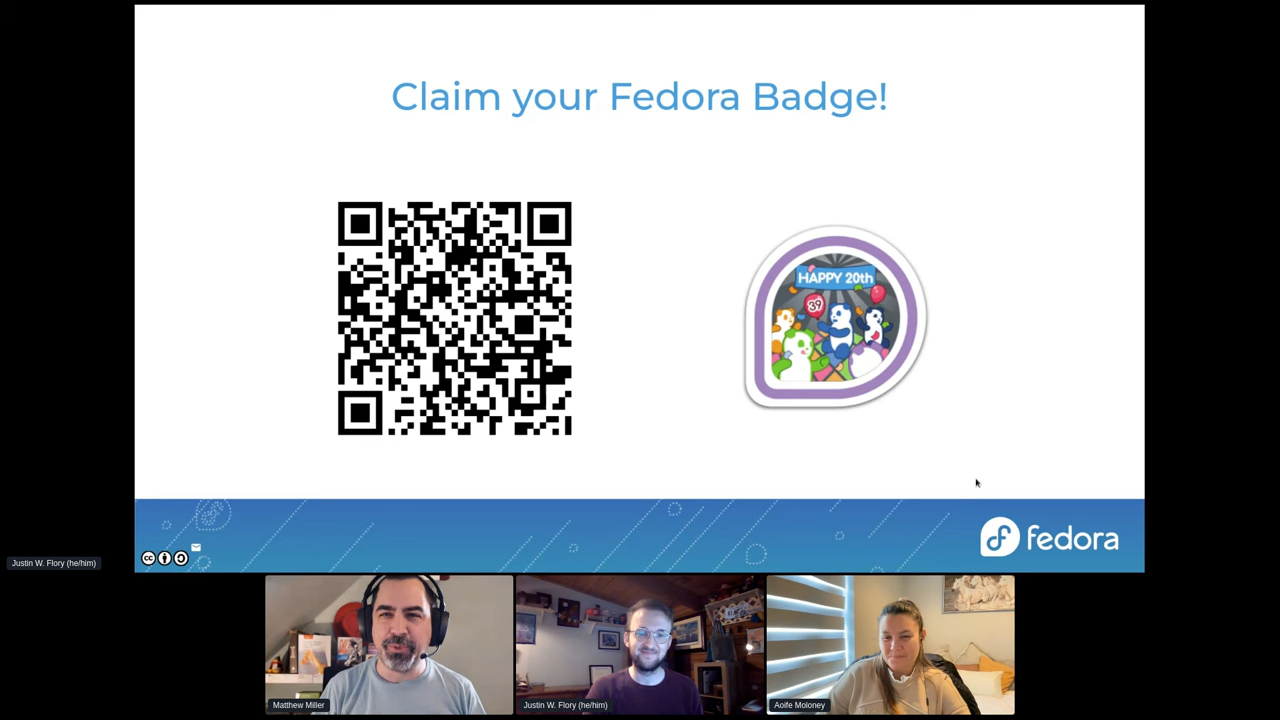 Claim your Fedora Badge!
HAPPY 20th
39
fedora
cc
Justin W. Flory (he/him)
Matthew Miller
Justin W. Flory (he/him)
Aoife Moloney